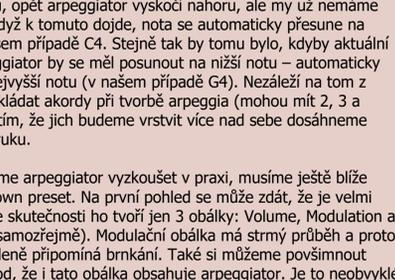 , opět arpeggiator vyskočí nahoru, ale my už nemáme
dyž k tomuto dojde, nota se automaticky přesune na
em případě C4. Stejně tak by tomu bylo, kdyby aktuální
giator by se měl posunout na nižší notu – automaticky
ejvyšší notu (v našem případě G4). Nezáleží na tom z
kládat akordy při tvorbě arpeggia (mohou mít 2, 3 a
tím, že jich budeme vrstvit více nad sebe dosáhneme
uku.
me arpeggiator vyzkoušet v praxi, musíme ještě blíže
own preset. Na první pohled se může zdát, že je velmi
e skutečnosti ho tvoří jen 3 obálky: Volume, Modulation a
samozřejmě). Modulační obálka má strmý průběh a proto
leně připomíná brnkání. Také si můžeme povšimnout
od, že i tato obálka obsahuje arpeggiator. Je to neobvykle